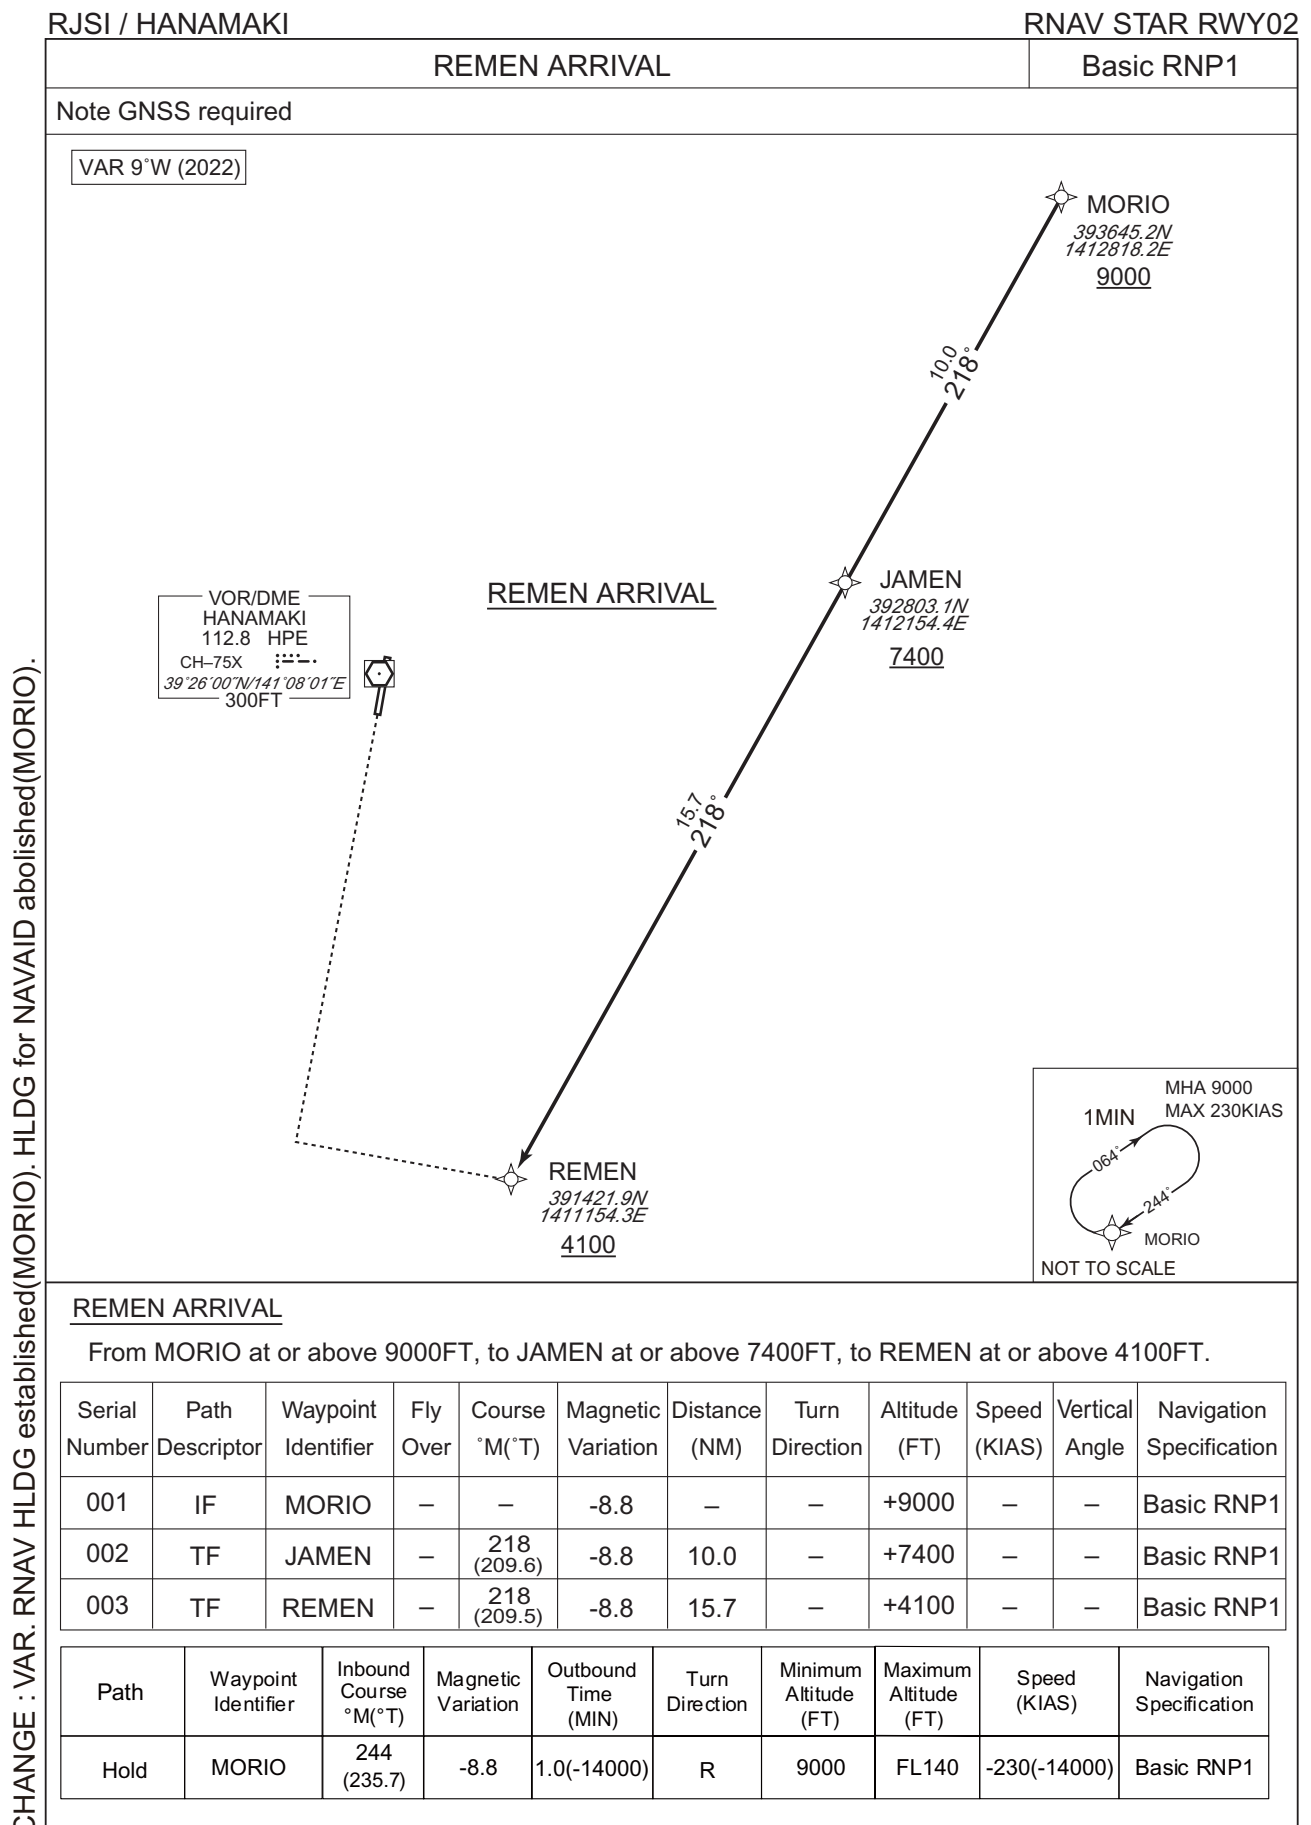 RJSI / HANAMAKI
RNAV STAR RWY02
REMEN ARRIVAL
Basic RNP1
Note GNSS required
VAR 9°W (2022)
MORIO
393645.2N
1412818.2E
9000
10.0
218°
JAMEN
392803.1N
1412154.4E
7400
REMEN ARRIVAL
VOR/DME
HANAMAKI
112.8 HPE
CH–75X
39°26′00″N/141°08′01″E
300FT
15.7
218°
REMEN
391421.9N
1411154.3E
4100
MHA 9000
MAX 230KIAS
1MIN
064°
244°
MORIO
NOT TO SCALE
REMEN ARRIVAL
From MORIO at or above 9000FT, to JAMEN at or above 7400FT, to REMEN at or above 4100FT.
Serial Number Path Descriptor Waypoint Identifier Fly Over Course °M(°T) Magnetic Variation Distance (NM) Turn Direction Altitude (FT) Speed (KIAS) Vertical Angle Navigation Specification
001 IF MORIO – – -8.8 – – +9000 – – Basic RNP1
002 TF JAMEN – 218 (209.6) -8.8 10.0 – +7400 – – Basic RNP1
003 TF REMEN – 218 (209.5) -8.8 15.7 – +4100 – – Basic RNP1
Path Waypoint Identifier Inbound Course °M(°T) Magnetic Variation Outbound Time (MIN) Turn Direction Minimum Altitude (FT) Maximum Altitude (FT) Speed (KIAS) Navigation Specification
Hold MORIO 244 (235.7) -8.8 1.0(-14000) R 9000 FL140 -230(-14000) Basic RNP1
CHANGE : VAR. RNAV HLDG established(MORIO). HLDG for NAVAID abolished(MORIO).